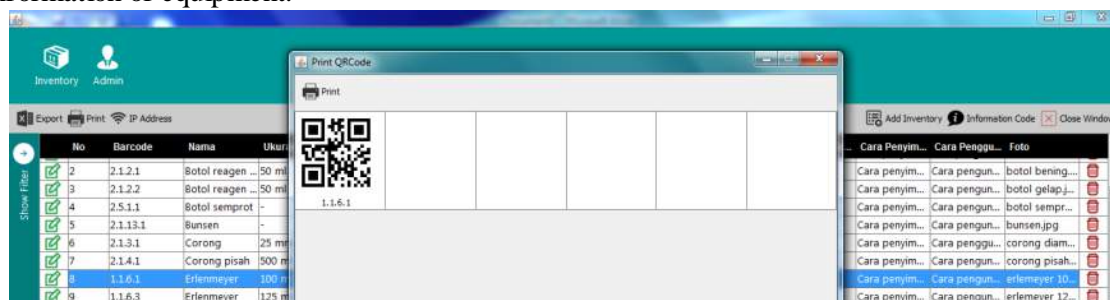 formation of equipment.
Print QRCode
Inventory Admin
Print
Export Print IP Address
Add Inventory Information Code Close Window
No Barcode Nama Ukur
... Cara Penyim... Cara Penggu... Foto
Show Filter
2 2.1.2.1 Botol reagen ... 50 ml
Cara penyim... Cara pengun... botol bening....
3 2.1.2.2 Botol reagen ... 50 ml
Cara penyim... Cara pengun... botol gelap.j...
4 2.5.1.1 Botol semprot -
Cara penyim... Cara pengun... botol sempr...
1.1.6.1
5 2.1.13.1 Bunsen -
Cara penyim... Cara pengun... bunsen.jpg
6 2.1.3.1 Corong 25 mm
Cara penyim... Cara penggu... corong diam...
7 2.1.4.1 Corong pisah 500 m
Cara penyim... Cara pengun... corong pisah...
8 1.1.6.1 Erlenmeyer 100 m
Cara penyim... Cara pengun... erlemeyer 10...
9 1.1.6.3 Erlenmeyer 125 m
Cara penyim... Cara pengun... erlemeyer 12...